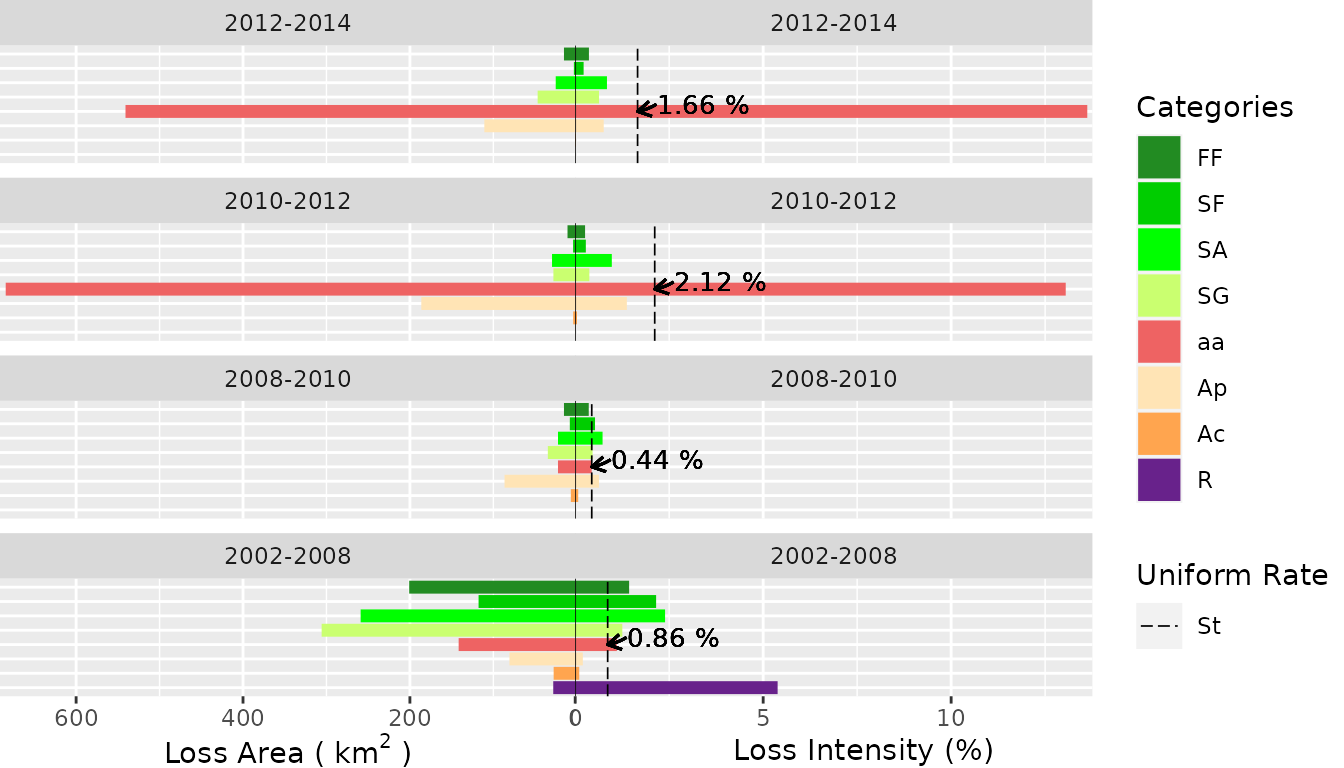 2012-2014 2012-2014
1.66 %
2010-2012 2010-2012
2.12 %
2008-2010 2008-2010
0.44 %
2002-2008 2002-2008
0.86 %
600 400 200 0 0 5 10
Loss Area ( km² ) Loss Intensity (%)
Categories
FF
SF
SA
SG
aa
Ap
Ac
R
Uniform Rate
St